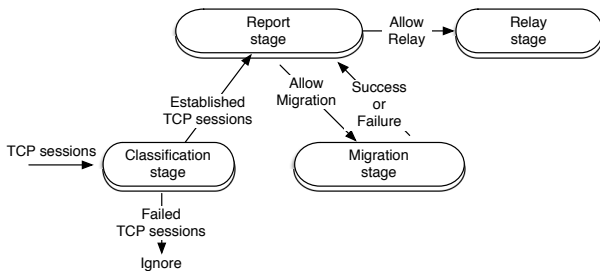 Report
stage
Allow
Relay
Relay
stage
Allow
Migration
Success
or
Failure
Established
TCP sessions
TCP sessions
Classification
stage
Migration
stage
Failed
TCP sessions
Ignore